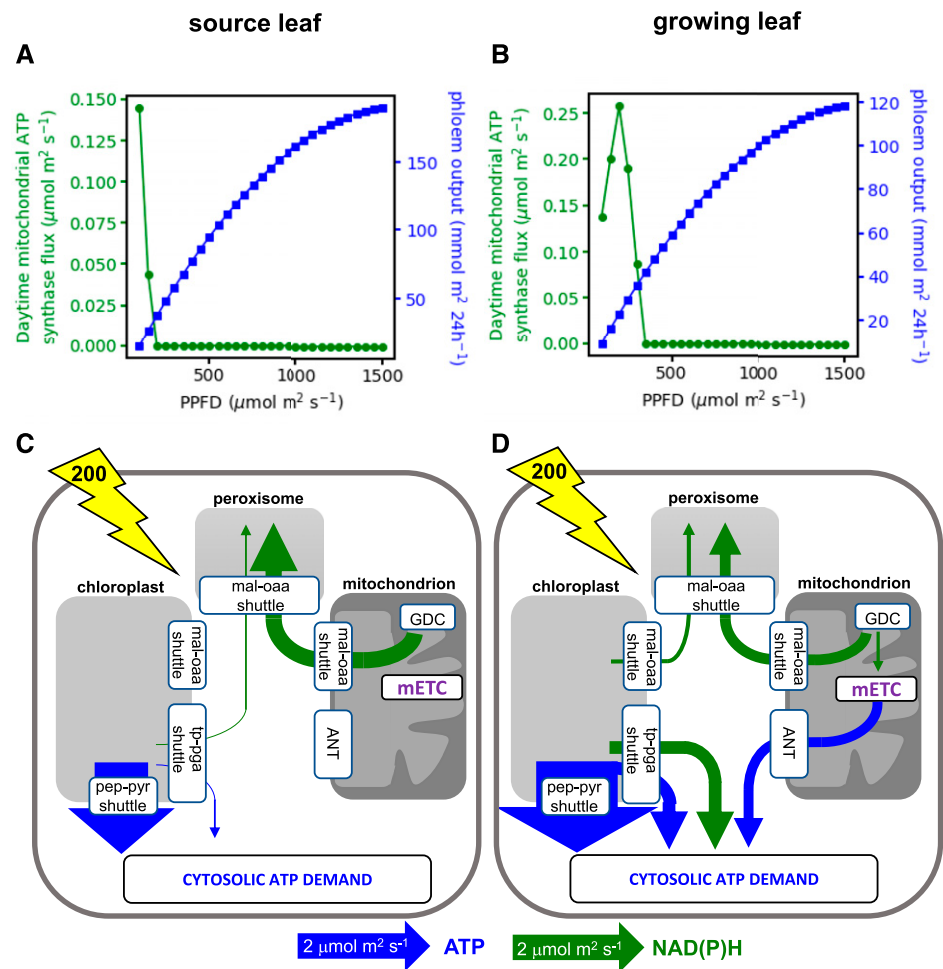 source leaf
growing leaf
A
B
Daytime mitochondrial ATP
synthase flux (μmol m² s⁻¹)
0.150
0.125
0.100
0.075
0.050
0.025
0.000
150
100
50
phloem output (mmol m² 24h⁻¹)
500
1000
1500
PPFD (μmol m² s⁻¹)
Daytime mitochondrial ATP
synthase flux (μmol m² s⁻¹)
0.25
0.20
0.15
0.10
0.05
0.00
120
100
80
60
40
20
phloem output (mmol m² 24h⁻¹)
500
1000
1500
PPFD (μmol m² s⁻¹)
C
200
peroxisome
chloroplast
mitochondrion
mal-oaa
shuttle
GDC
mal-oaa
shuttle
mal-oaa
shuttle
mETC
tp-pga
shuttle
ANT
pep-pyr
shuttle
CYTOSOLIC ATP DEMAND
D
200
peroxisome
chloroplast
mitochondrion
mal-oaa
shuttle
GDC
mal-oaa
shuttle
mal-oaa
shuttle
mETC
tp-pga
shuttle
ANT
pep-pyr
shuttle
CYTOSOLIC ATP DEMAND
2 μmol m² s⁻¹
ATP
2 μmol m² s⁻¹
NAD(P)H